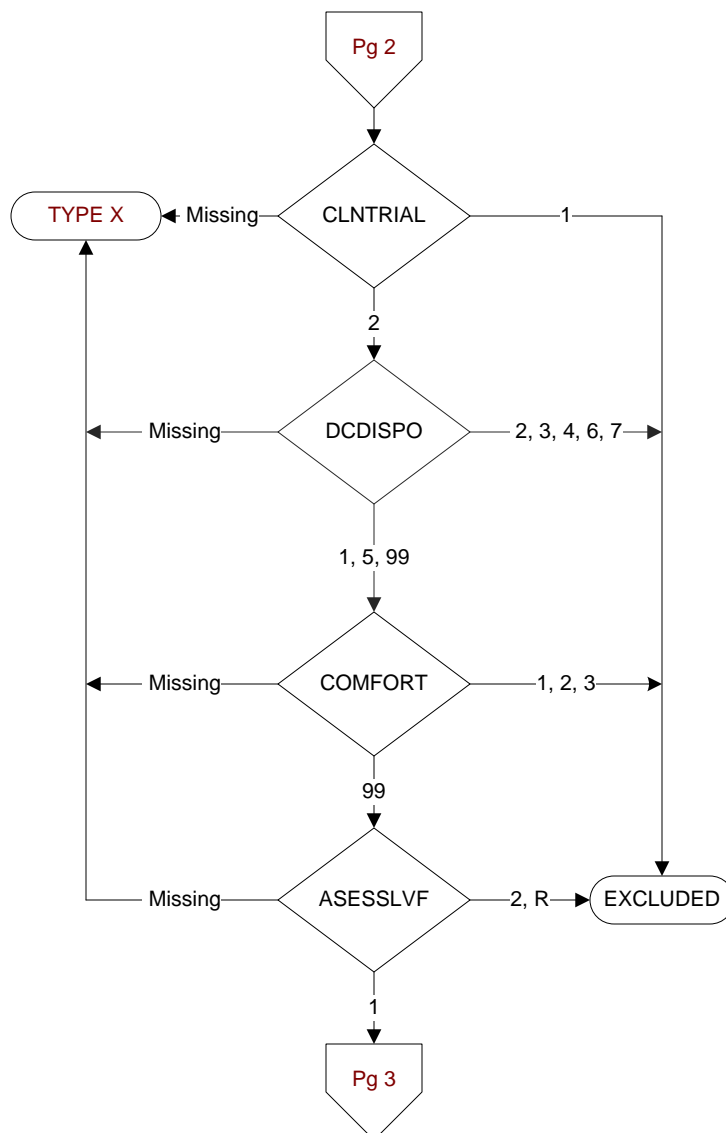 Pg 2
TYPE X
Missing
CLNTRIAL
1
2
Missing
DCDISPO
2, 3, 4, 6, 7
1, 5, 99
Missing
COMFORT
1, 2, 3
99
Missing
ASESSLVF
2, R
EXCLUDED
1
Pg 3